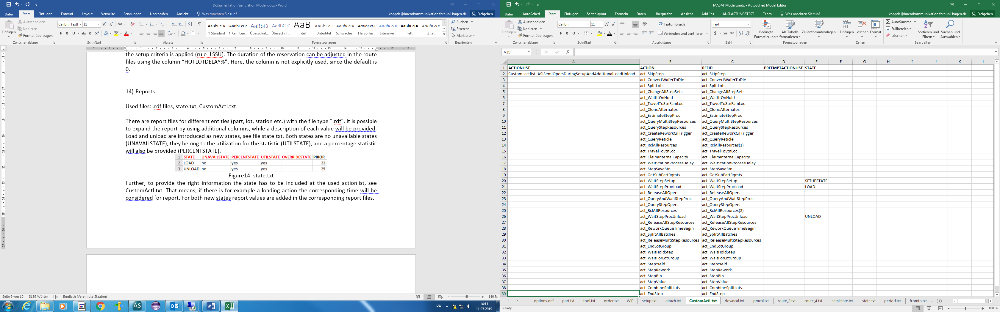 Dokumentation Simulation Model.docx - Word
Datei Start Einfügen Entwurf Layout Verweise Sendungen Überprüfen Ansicht Was möchten Sie tun? koppde@buerokommunikation.fernuni-hagen.de Freigeben
Einfügen
Ausschneiden
Kopieren
Format übertragen
Zwischenablage
Calibri (Textk 11
F K U abc x₂ x²
Schriftart
Absatz
AaBbCcDc AaBbCcDc AaBbCc AaBbCcD AaB AaBbCcD AaBbCcDc AaBbCcDc AaBbCcDc AaBbCcDc AaBbCcDc
¶ Standard ¶ Kein Lee... Überschrif... Überschrif... Titel Untertitel Schwache... Hervorhe... Intensive... Fett Zitat
Formatvorlagen
Suchen
Ersetzen
Markieren
Bearbeiten
the setup criteria is applied (rule_LSSU). The duration of the reservation can be adjusted in the route
files using the column “HOTLOTDELAY%”. Here, the column is not explicitly used, since the default is
0.
14) Reports
Used files: .rdf files, state.txt, CustomActl.txt
There are report files for different entities (part, lot, station etc.) with the file type “.rdf”. It is possible
to expand the report by using additional columns, while a description of each value will be provided.
Load and unload are introduced as new states, see file state.txt. Both states are no unavailable states
(UNAVAILSTATE), they belong to the utilization for the statistic (UTILSTATE), and a percentage statistic
will also be provided (PERCENTSTATE).
1 STATE UNAVAILSTATE PERCENTSTATE UTILSTATE OVERRIDESTATE PRIOR
2 LOAD no yes yes 22
3 UNLOAD no yes yes 25
Figure14: state.txt
Further, to provide the right information the state has to be included at the used actionlist, see
CustomActl.txt. That means, if there is for example a loading action the corresponding time will be
considered for report. For both new states report values are added in the corresponding report files.
Seite 9 von 10 3159 Wörter Englisch (Vereinigte Staaten) 140 %
DE 14:11
11.07.2019
MASM_Model.xmdx - AutoSched Model Editor
Datei AutoSched Start Einfügen Seitenlayout Formeln Daten Überprüfen Ansicht Add-Ins AUSLASTUNGSTEST Team Was möchten Sie tun? koppde@buerokommunikation.fernuni-hagen.de Freigeben
Einfügen
Ausschneiden
Kopieren
Format übertragen
Zwischenablage
Calibri 11
F K U
Schriftart
Textumbruch
Verbinden und zentrieren
Ausrichtung
Text
$ % 000
Zahl
Bedingte Formatierung
Als Tabelle formatieren
Zellenformatvorlagen
Formatvorlagen
Einfügen Löschen Format
Zellen
AutoSumme
Füllbereich
Löschen
Sortieren und Filtern
Suchen und Auswählen
Bearbeiten
A39 fx
A B C D E F G H I J K L
1 ACTIONLIST ACTION REFID PREEMPTACTIONLIST STATE
2 Custom_actlist_ASISemiOpersDuringSetupAndAdditionalLoadUnload act_SkipStep act_SkipStep
3 act_ConvertWaferToDie act_ConvertWaferToDie
4 act_SplitLots act_SplitLots
5 act_ChangeAllStepSets act_ChangeAllStepSets
6 act_WaitIfOnHold act_WaitIfOnHold
7 act_TravelToStnFamLoc act_TravelToStnFamLoc
8 act_CloneAlternates act_CloneAlternates
9 act_EstimateStepProc act_EstimateStepProc
10 act_QueryMultiStepResources act_QueryMultiStepResources
11 act_QueryStepResources act_QueryStepResources
12 act_CreateReworkQTTrigger act_CreateReworkQTTrigger
13 act_QueryReticle act_QueryReticle
14 act_RclAllResources act_RclAllResources(1)
15 act_TravelToStnLoc act_TravelToStnLoc
16 act_ClaimInternalCapacity act_ClaimInternalCapacity
17 act_WaitStationProcessDelay act_WaitStationProcessDelay
18 act_StepSaveStn act_StepSaveStn
19 act_GetSubPartRqmts act_GetSubPartRqmts
20 act_WaitStepSetup act_WaitStepSetup SETUPSTATE
21 act_WaitStepProcLoad act_WaitStepProcLoad LOAD
22 act_ReleaseAllOpers act_ReleaseAllOpers
23 act_QueryAndWaitStepProc act_QueryAndWaitStepProc
24 act_QueryStepOpers act_QueryStepOpers
25 act_RclAllResources act_RclAllResources(2)
26 act_WaitStepProcUnload act_WaitStepProcUnload UNLOAD
27 act_ReleaseAllStepResources act_ReleaseAllStepResources
28 act_ReworkQueueTimeBegin act_ReworkQueueTimeBegin
29 act_SplitAllBatches act_SplitAllBatches
30 act_ReleaseMultiStepResources act_ReleaseMultiStepResources
31 act_EndLotGroup act_EndLotGroup
32 act_WaitHoldStep act_WaitHoldStep
33 act_WaitForLotGroup act_WaitForLotGroup
34 act_StepYield act_StepYield
35 act_StepRework act_StepRework
36 act_StepBin act_StepBin
37 act_StepValue act_StepValue
38 act_CombineSplitLots act_CombineSplitLots
39 act_EndStep act_EndStep
options.def part.txt tool.txt order.txt WIP setup.txt attach.txt CustomActl.txt downcal.txt pmcal.txt route_3.txt route_4.txt semistate.txt state.txt period.txt fromto.txt ...
Ready 100 %